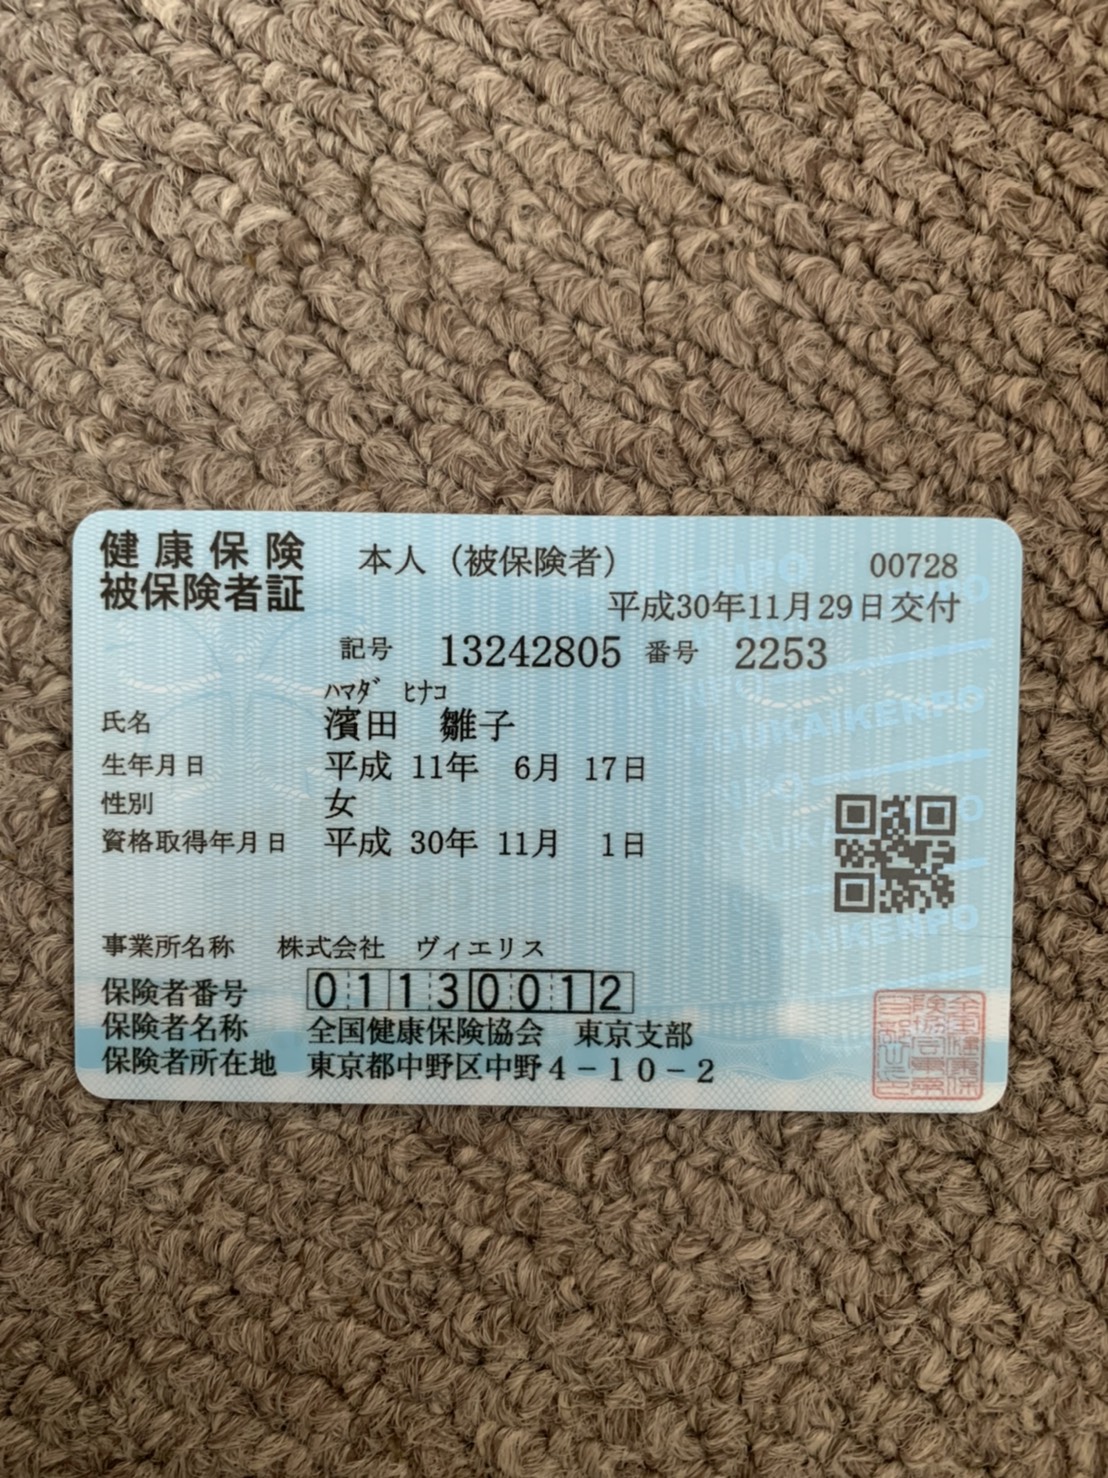 健康保険
被保険者証
本人（被保険者） 00728
平成30年11月29日交付
記号 13242805 番号 2253
ﾊﾏﾀﾞ ﾋﾅｺ
氏名 濱田 雛子
生年月日 平成 11年 6月 17日
性別 女
資格取得年月日 平成 30年 11月 1日
事業所名称 株式会社 ヴィエリス
保険者番号 01130012
保険者名称 全国健康保険協会 東京支部
保険者所在地 東京都中野区中野4－10－2